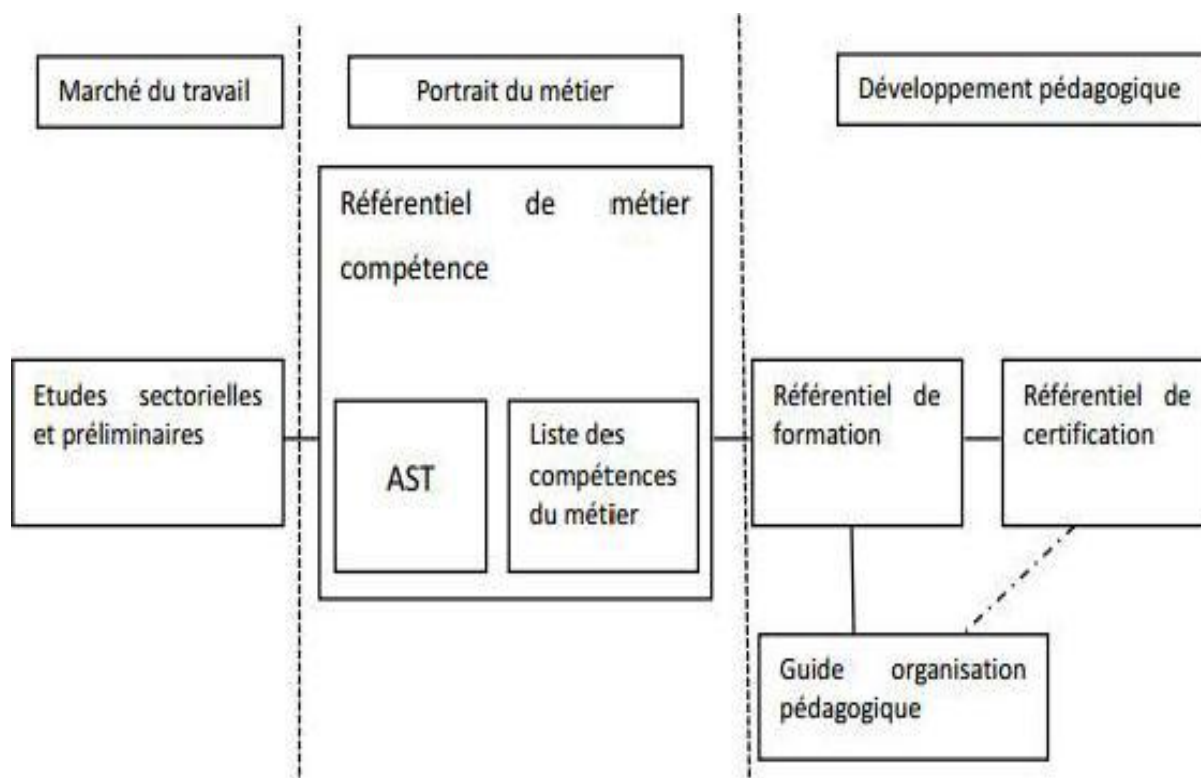 Marché du travail
Portrait du métier
Développement pédagogique
Référentiel de métier
compétence
Etudes sectorielles
et préliminaires
AST
Liste des
compétences
du métier
Référentiel de
formation
Référentiel de
certification
Guide organisation
pédagogique